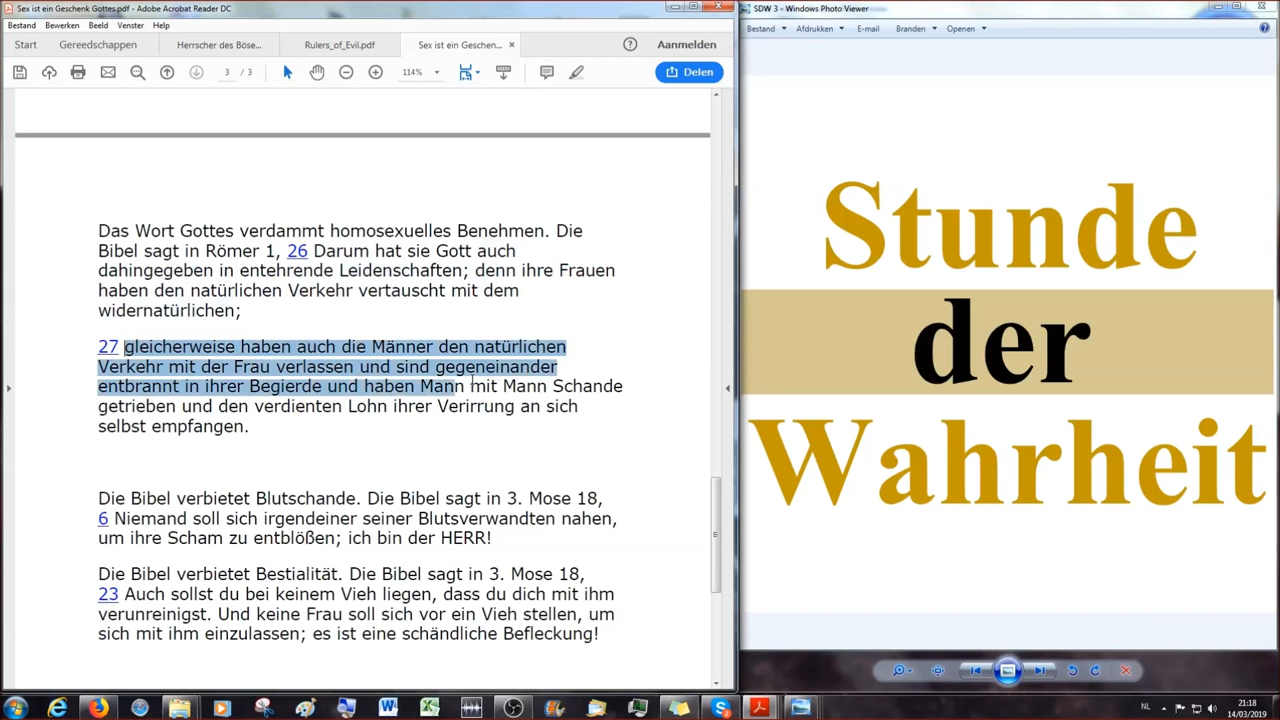 Sex ist ein Geschenk Gottes.pdf - Adobe Acrobat Reader DC
Bestand Bewerken Beeld Venster Help
Start Gereedschappen Herrscher des Böse... Rulers_of_Evil.pdf Sex ist ein Geschen... × Aanmelden
3 / 3 114% Delen
Das Wort Gottes verdammt homosexuelles Benehmen. Die
Bibel sagt in Römer 1, 26 Darum hat sie Gott auch
dahingegeben in entehrende Leidenschaften; denn ihre Frauen
haben den natürlichen Verkehr vertauscht mit dem
widernatürlichen;
27 gleicherweise haben auch die Männer den natürlichen
Verkehr mit der Frau verlassen und sind gegeneinander
entbrannt in ihrer Begierde und haben Mann mit Mann Schande
getrieben und den verdienten Lohn ihrer Verirrung an sich
selbst empfangen.
Die Bibel verbietet Blutschande. Die Bibel sagt in 3. Mose 18,
6 Niemand soll sich irgendeiner seiner Blutsverwandten nahen,
um ihre Scham zu entblößen; ich bin der HERR!
Die Bibel verbietet Bestialität. Die Bibel sagt in 3. Mose 18,
23 Auch sollst du bei keinem Vieh liegen, dass du dich mit ihm
verunreinigst. Und keine Frau soll sich vor ein Vieh stellen, um
sich mit ihm einzulassen; es ist eine schändliche Befleckung!
SDW 3 - Windows Photo Viewer
Bestand Afdrukken E-mail Branden Openen
Stunde
der
Wahrheit
NL 21:18
14/03/2019